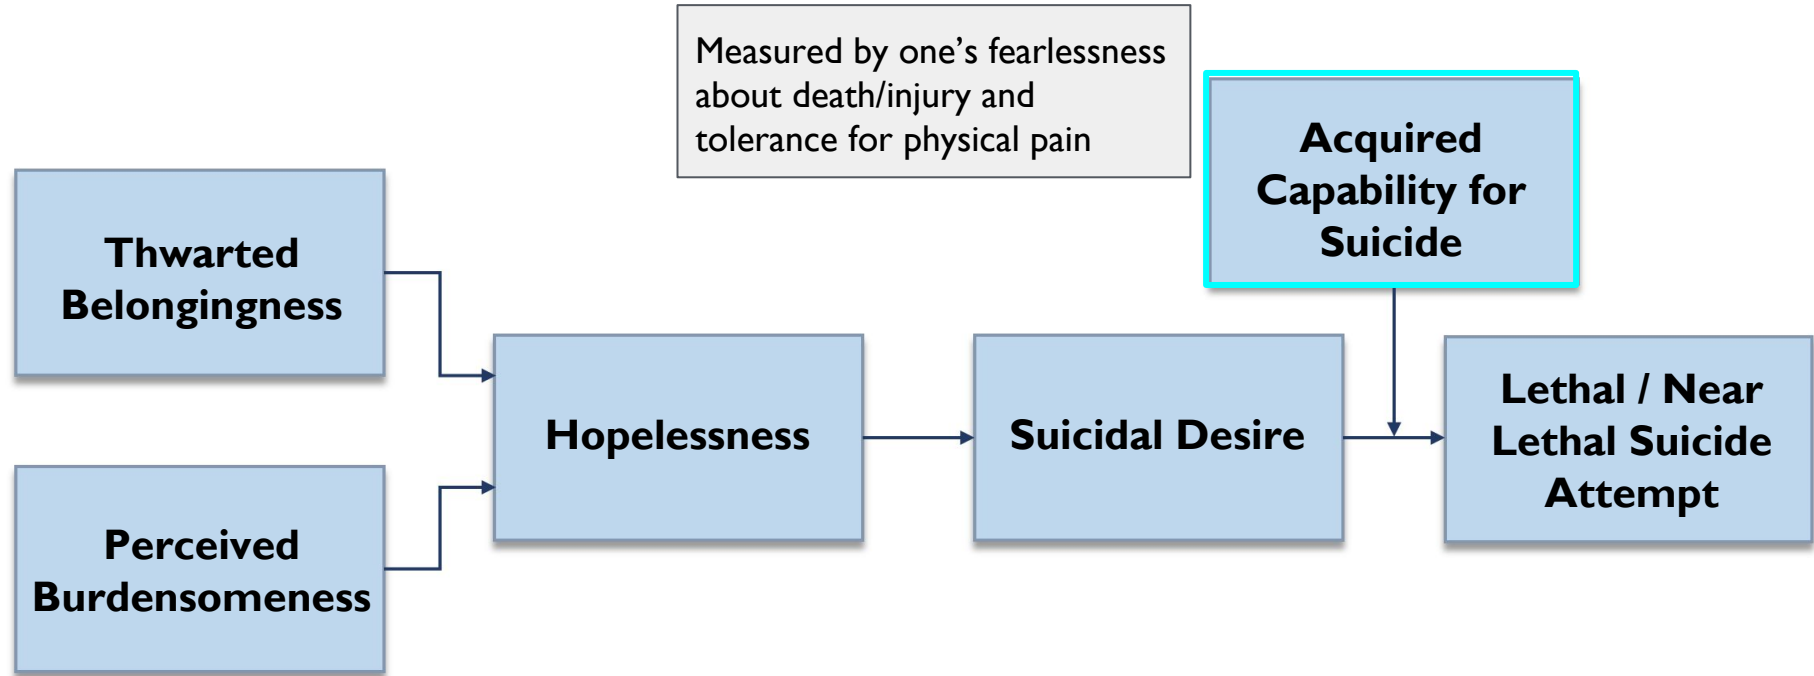 Measured by one’s fearlessness
about death/injury and
tolerance for physical pain
Acquired
Capability for
Suicide
Thwarted
Belongingness
Perceived
Burdensomeness
Hopelessness
Suicidal Desire
Lethal / Near
Lethal Suicide
Attempt